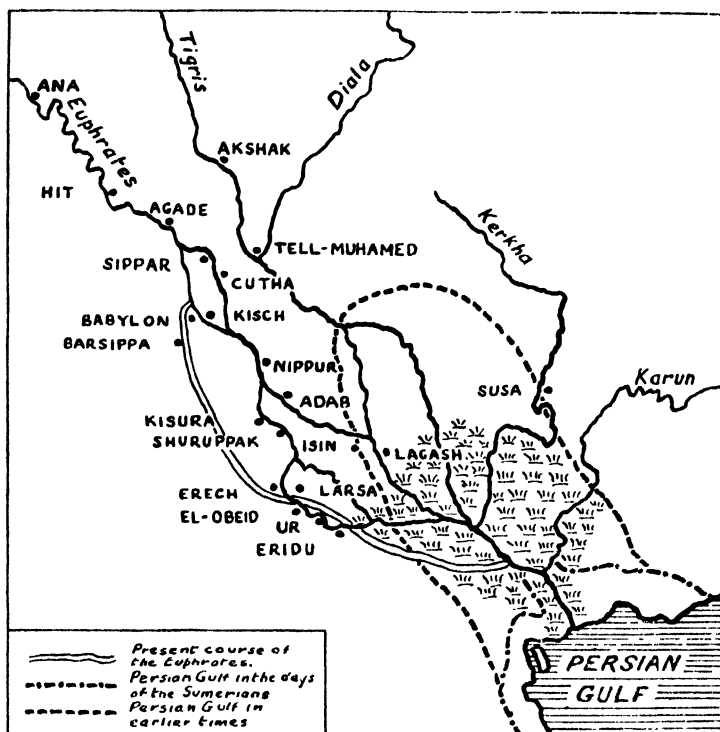 Tigris
Diala
ANA
Euphrates
AKSHAK
HIT
AGADE
Kerkha
TELL-MUHAMED
SIPPAR
CUTHA
BABYLON
KISCH
BARSIPPA
NIPPUR
Karun
SUSA
ADAB
KISURA
SHURUPPAK
ISIN
LAGASH
ERECH
LARSA
EL-OBEID
UR
ERIDU
Present course of
the Euphrates.
Persian Gulf in the days
of the Sumerians
Persian Gulf in
earlier times
PERSIAN
GULF